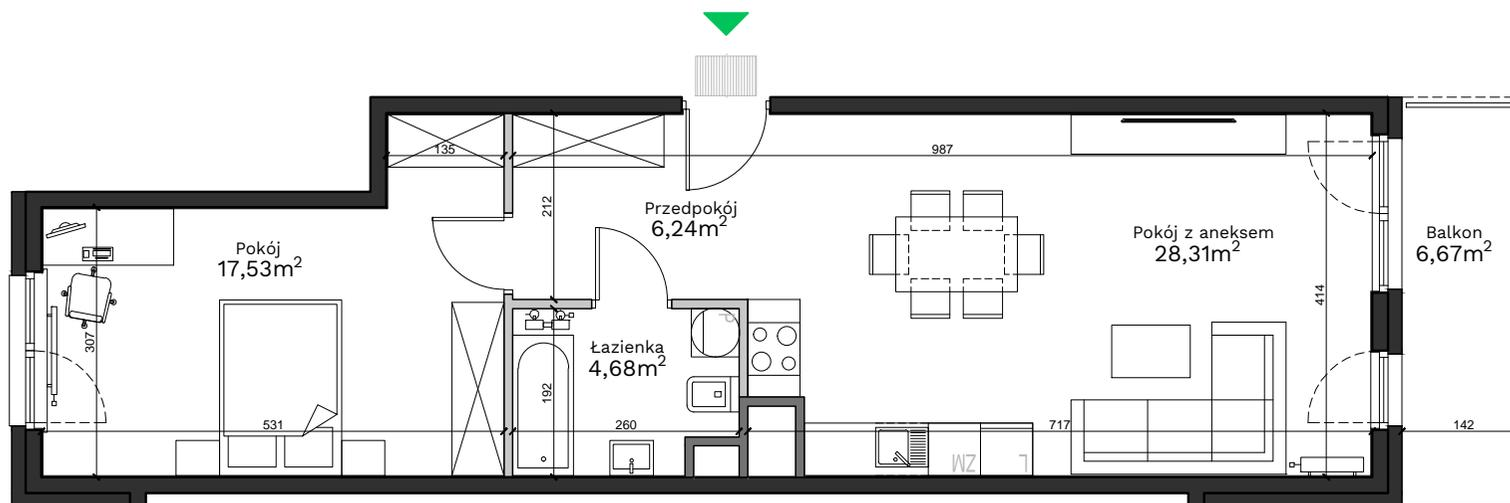 135
987
212
Przedpokój
6,24m²
Pokój
17,53m²
Pokój z aneksem
28,31m²
Balkon
6,67m²
414
307
P
Łazienka
4,68m²
192
531
260
717
142
ZM
L